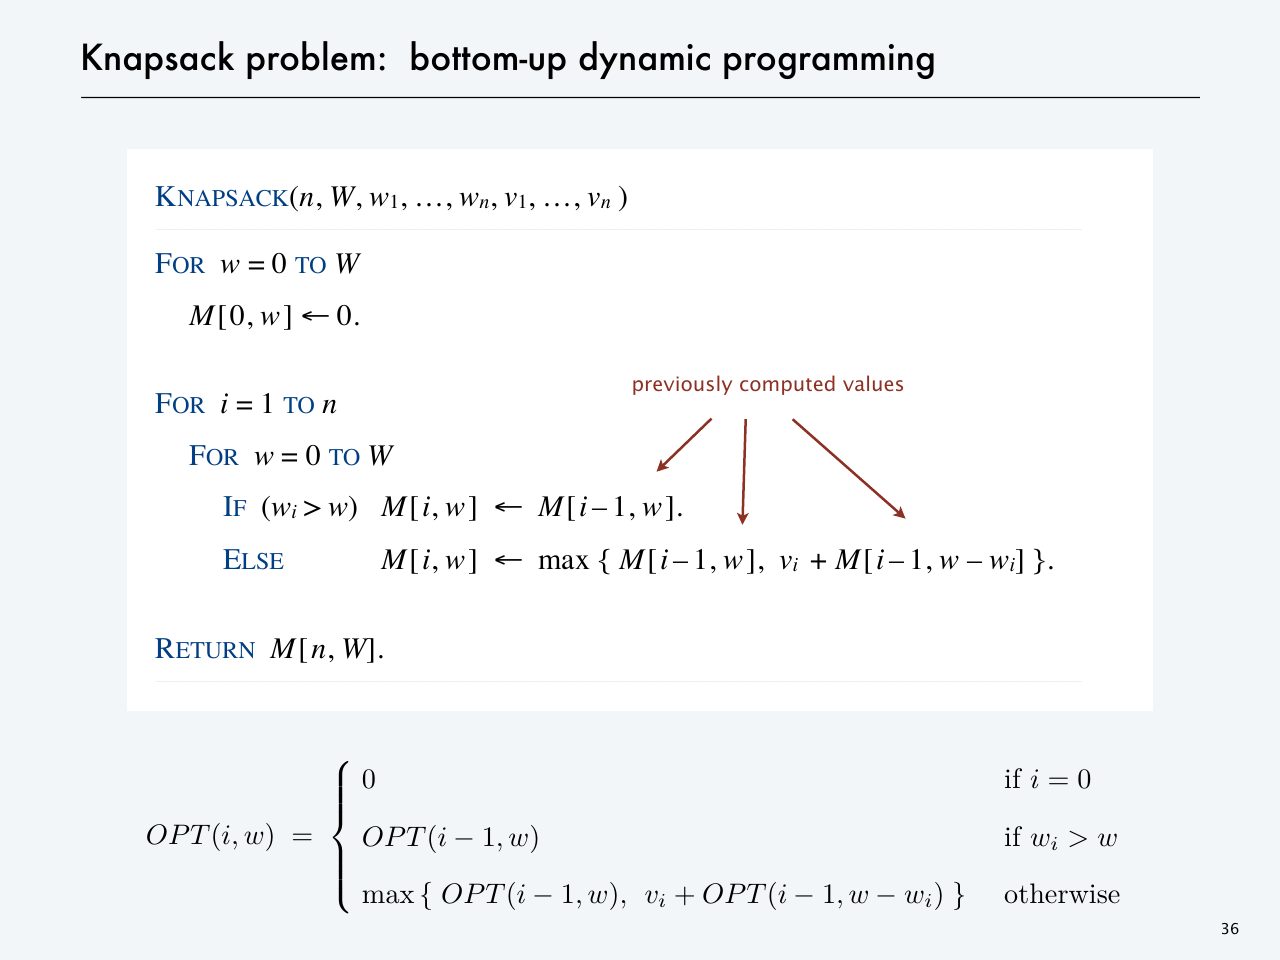 Knapsack problem: bottom-up dynamic programming
KNAPSACK(n, W, w₁, …, wₙ, v₁, …, vₙ )
FOR w = 0 TO W
M[0, w] ← 0.
previously computed values
FOR i = 1 TO n
FOR w = 0 TO W
IF (wᵢ > w) M[i, w] ← M[i – 1, w].
ELSE M[i, w] ← max { M[i – 1, w], vᵢ + M[i – 1, w – wᵢ] }.
RETURN M[n, W].
0 if i = 0
OPT(i, w) = { OPT(i − 1, w) if wᵢ > w
max { OPT(i − 1, w), vᵢ + OPT(i − 1, w − wᵢ) } otherwise
36